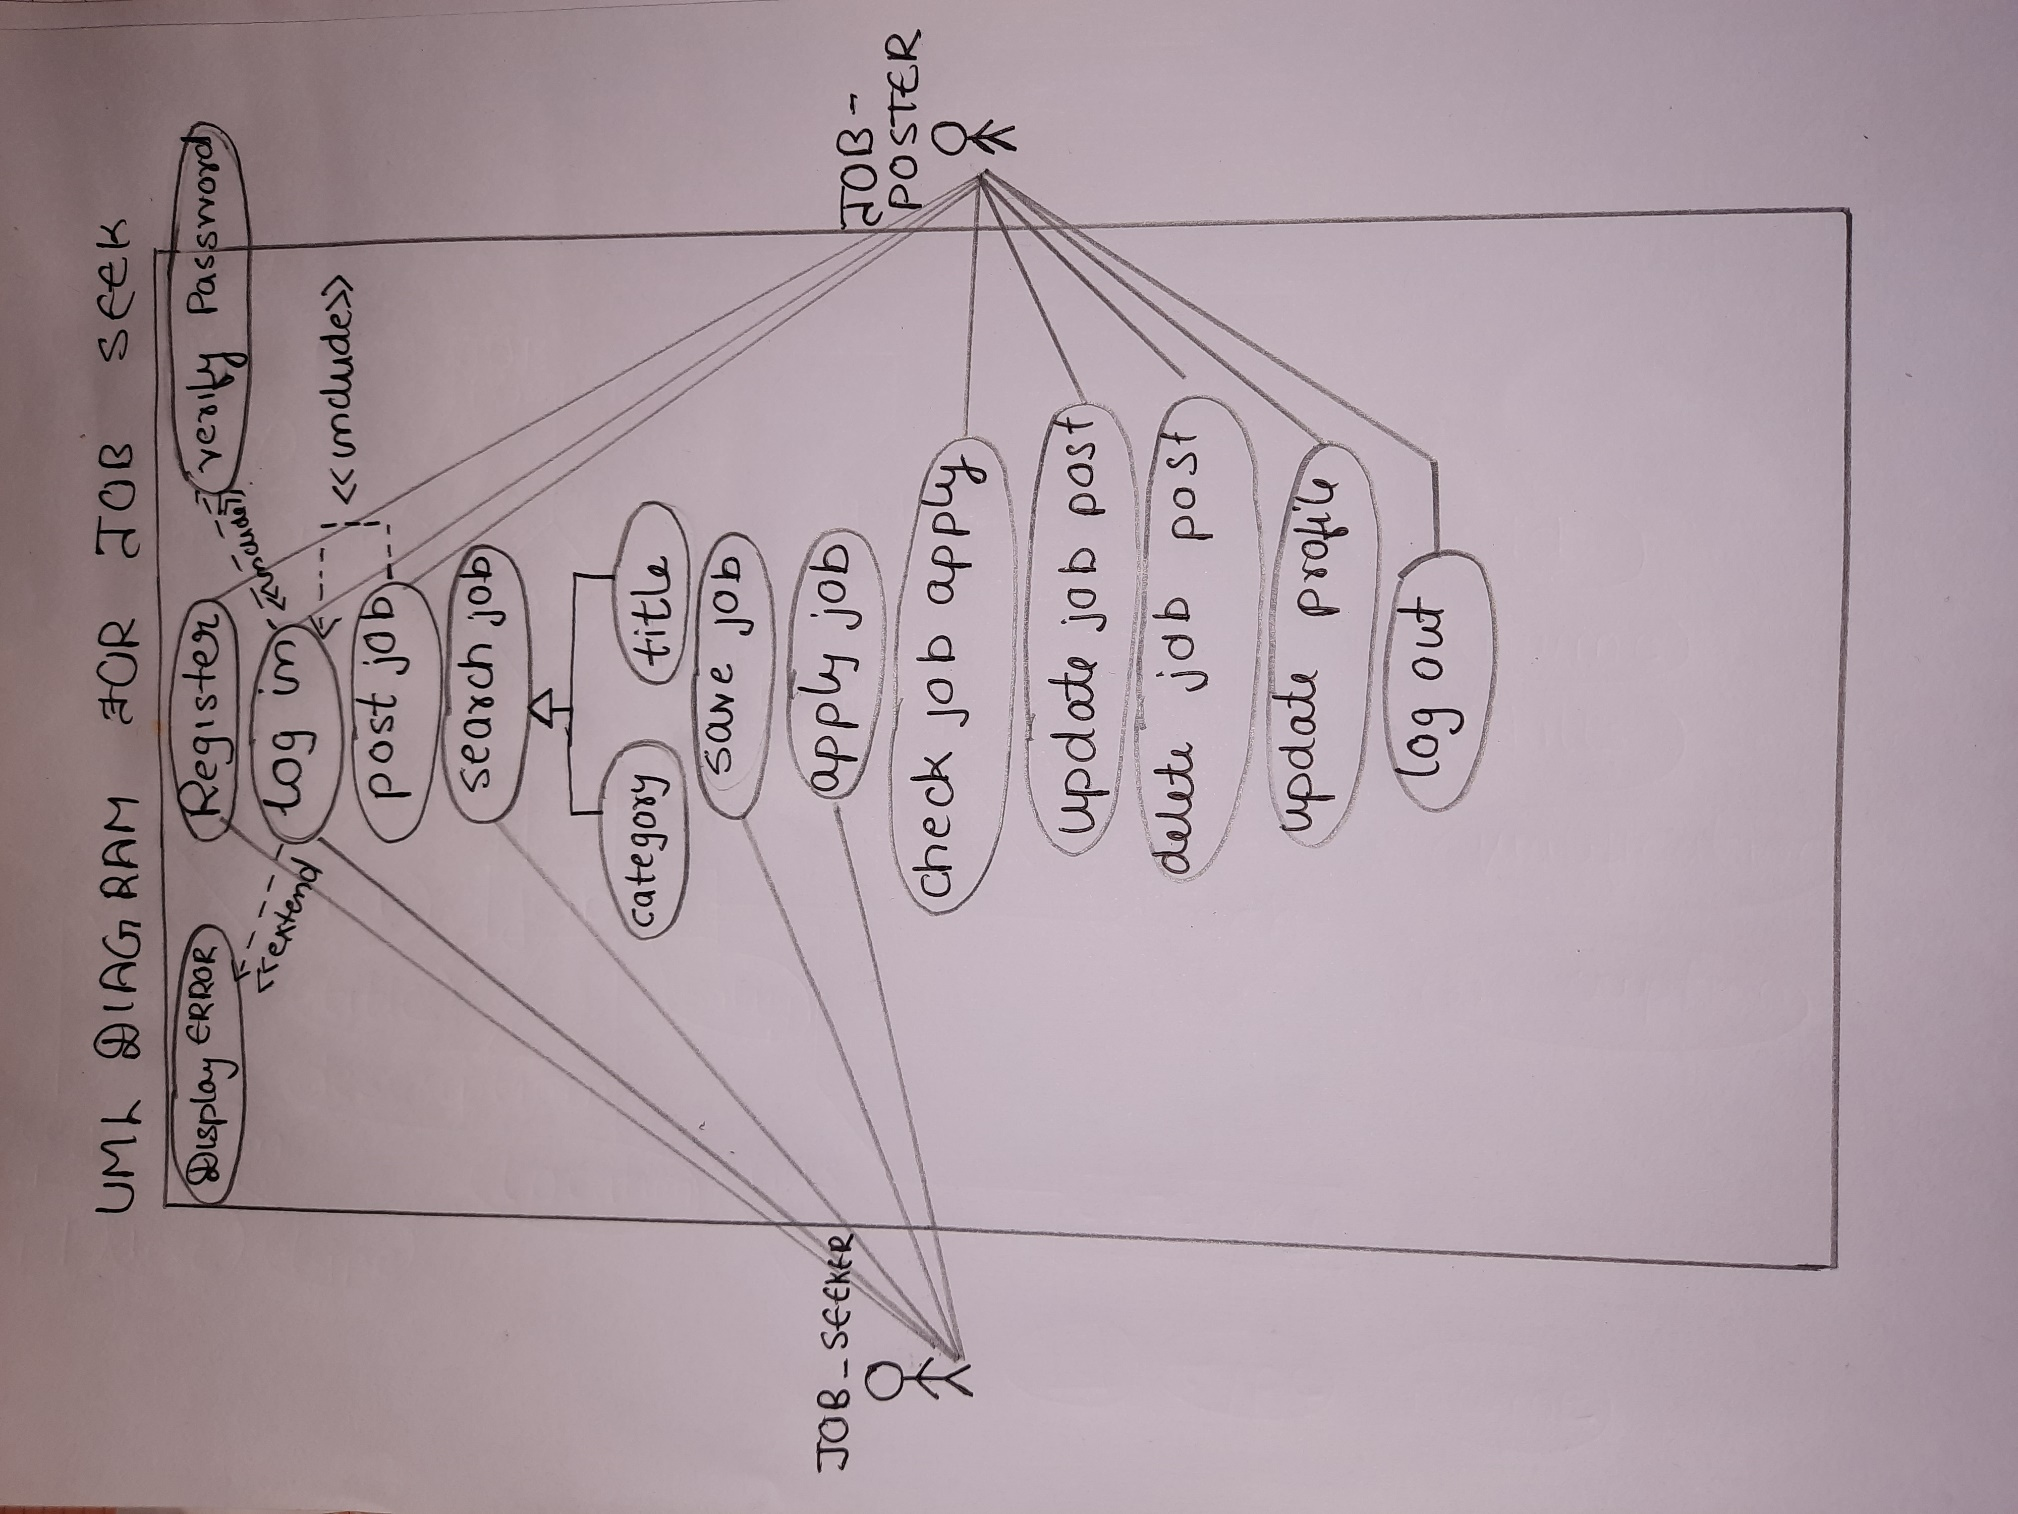 UML DIAGRAM FOR JOB SEEK
Display ERROR
Register
verify Password
<<extend
<<include>>
log in
<<include>>
post job
search job
category
title
save job
JOB_SEEKER
JOB-
POSTER
apply job
check job apply
update job post
delete job post
update profile
log out